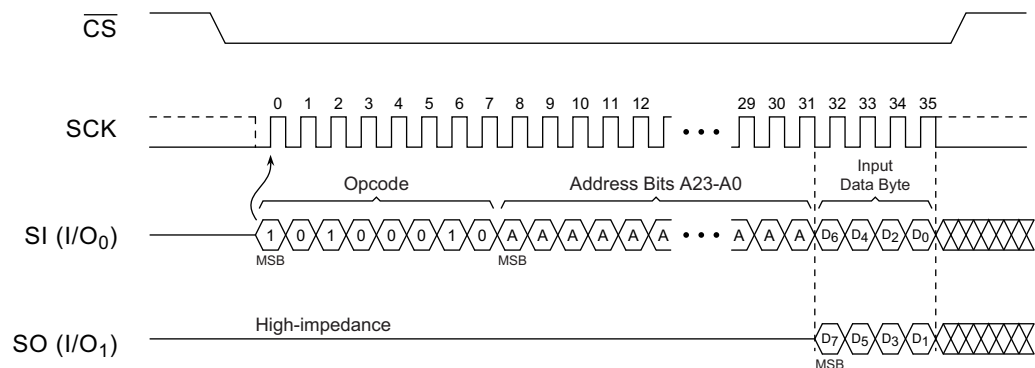 CS
0 1 2 3 4 5 6 7 8 9 10 11 12 29 30 31 32 33 34 35
SCK
Opcode
Address Bits A23-A0
Input
Data Byte
SI (I/O0)
1 0 1 0 0 0 1 0 A A A A A A A A A D6 D4 D2 D0
MSB MSB
High-impedance
SO (I/O1)
D7 D5 D3 D1
MSB